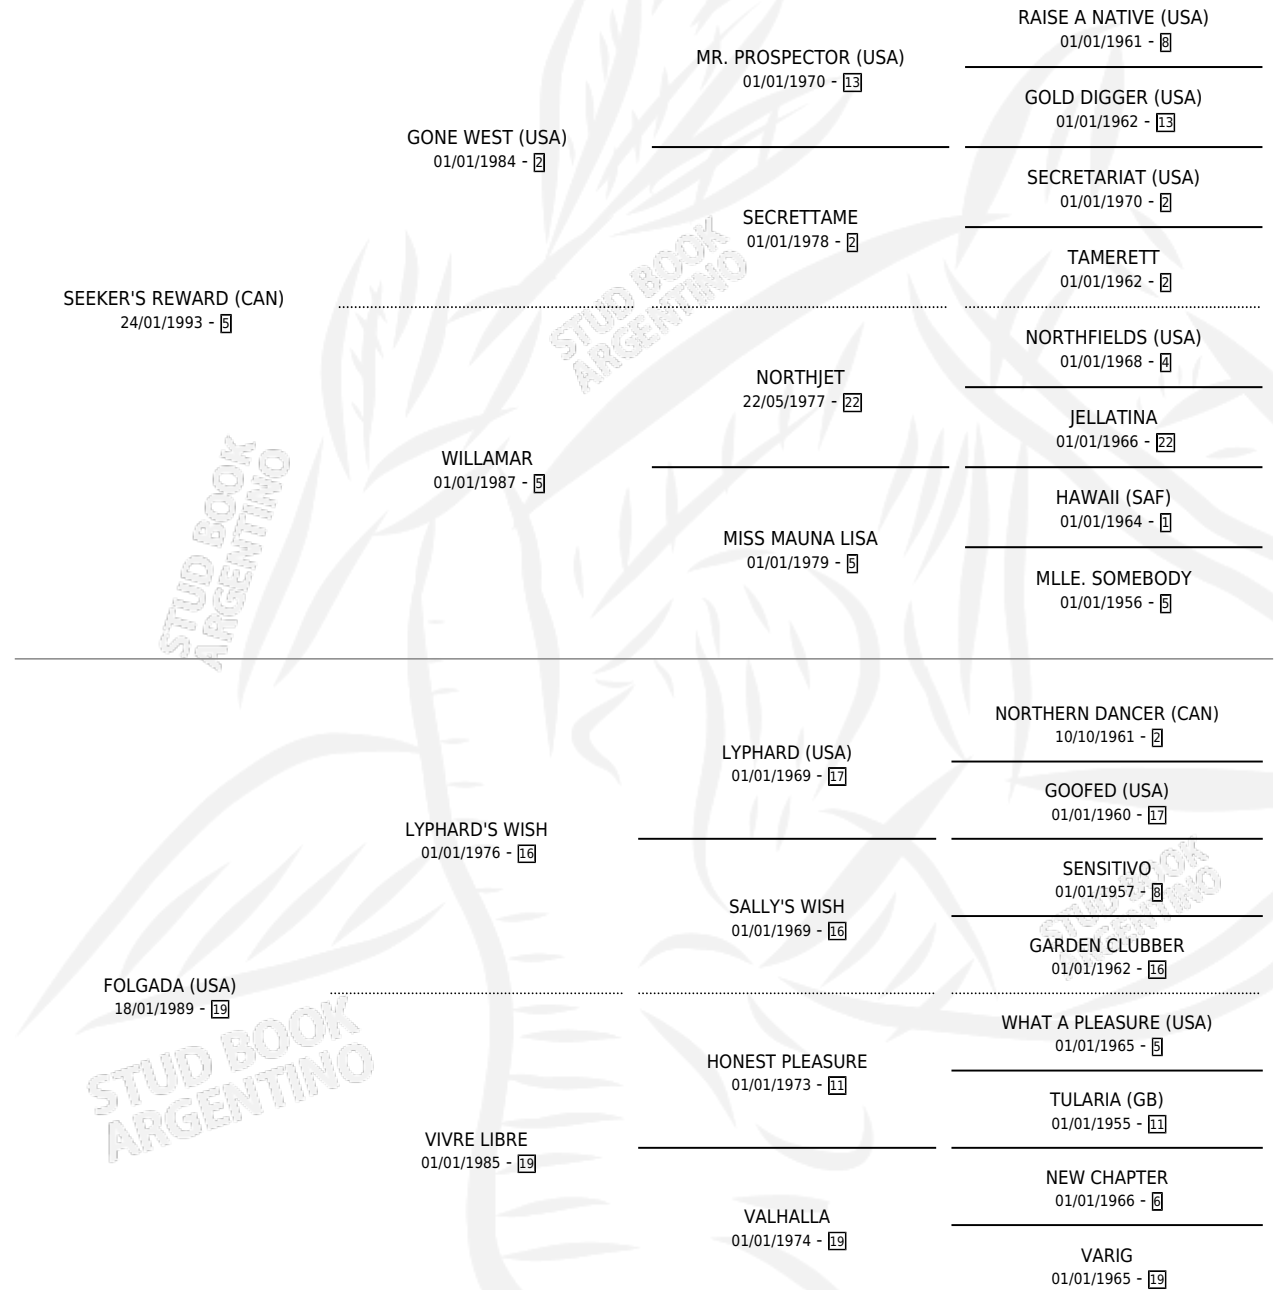 RAISE A NATIVE (USA)
01/01/1961 - 8
MR. PROSPECTOR (USA)
01/01/1970 - 13
GOLD DIGGER (USA)
01/01/1962 - 13
GONE WEST (USA)
01/01/1984 - 2
SECRETARIAT (USA)
01/01/1970 - 2
SECRETTAME
01/01/1978 - 2
TAMERETT
01/01/1962 - 2
SEEKER'S REWARD (CAN)
24/01/1993 - 5
NORTHFIELDS (USA)
01/01/1968 - 4
NORTHJET
22/05/1977 - 22
JELLATINA
01/01/1966 - 22
WILLAMAR
01/01/1987 - 5
HAWAII (SAF)
01/01/1964 - 1
MISS MAUNA LISA
01/01/1979 - 5
MLLE. SOMEBODY
01/01/1956 - 5
STUD BOOK
ARGENTINO
STUD BOOK
ARGENTINO
NORTHERN DANCER (CAN)
10/10/1961 - 2
LYPHARD (USA)
01/01/1969 - 17
GOOFED (USA)
01/01/1960 - 17
LYPHARD'S WISH
01/01/1976 - 16
SENSITIVO
01/01/1957 - 8
SALLY'S WISH
01/01/1969 - 16
GARDEN CLUBBER
01/01/1962 - 16
FOLGADA (USA)
18/01/1989 - 19
WHAT A PLEASURE (USA)
01/01/1965 - 5
HONEST PLEASURE
01/01/1973 - 11
TULARIA (GB)
01/01/1955 - 11
VIVRE LIBRE
01/01/1985 - 19
NEW CHAPTER
01/01/1966 - 6
VALHALLA
01/01/1974 - 19
VARIG
01/01/1965 - 19
STUD BOOK
ARGENTINO
STUD BOOK
ARGENTINO